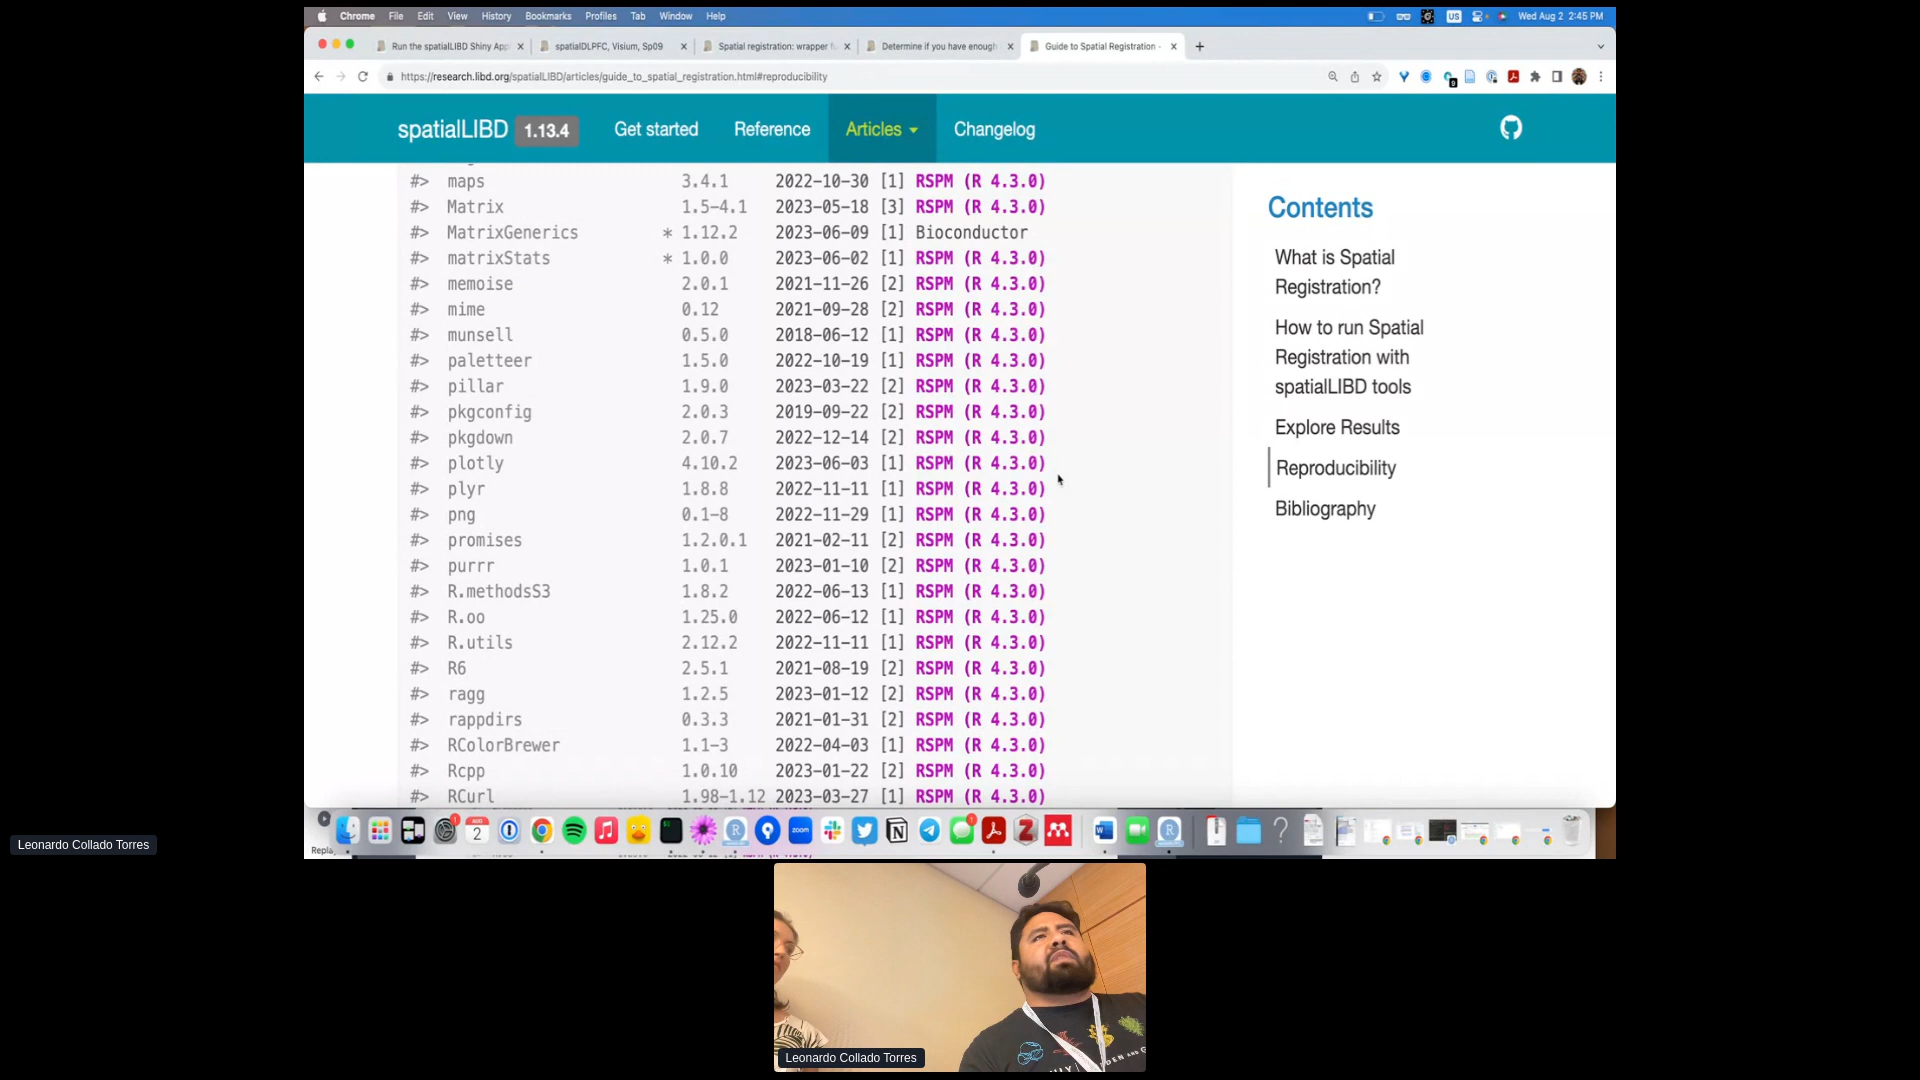 Chrome File Edit View History Bookmarks Profiles Tab Window Help US Wed Aug 2 2:45 PM
Run the spatialLIBD Shiny App spatialDLPFC, Visium, Sp09 Spatial registration: wrapper Determine if you have enough Guide to Spatial Registration -
https://research.libd.org/spatialLIBD/articles/guide_to_spatial_registration.html#reproducibility
spatialLIBD 1.13.4 Get started Reference Articles Changelog
#> maps 3.4.1 2022-10-30 [1] RSPM (R 4.3.0)
#> Matrix 1.5-4.1 2023-05-18 [3] RSPM (R 4.3.0)
#> MatrixGenerics * 1.12.2 2023-06-09 [1] Bioconductor
#> matrixStats * 1.0.0 2023-06-02 [1] RSPM (R 4.3.0)
#> memoise 2.0.1 2021-11-26 [2] RSPM (R 4.3.0)
#> mime 0.12 2021-09-28 [2] RSPM (R 4.3.0)
#> munsell 0.5.0 2018-06-12 [1] RSPM (R 4.3.0)
#> paletteer 1.5.0 2022-10-19 [1] RSPM (R 4.3.0)
#> pillar 1.9.0 2023-03-22 [2] RSPM (R 4.3.0)
#> pkgconfig 2.0.3 2019-09-22 [2] RSPM (R 4.3.0)
#> pkgdown 2.0.7 2022-12-14 [2] RSPM (R 4.3.0)
#> plotly 4.10.2 2023-06-03 [1] RSPM (R 4.3.0)
#> plyr 1.8.8 2022-11-11 [1] RSPM (R 4.3.0)
#> png 0.1-8 2022-11-29 [1] RSPM (R 4.3.0)
#> promises 1.2.0.1 2021-02-11 [2] RSPM (R 4.3.0)
#> purrr 1.0.1 2023-01-10 [2] RSPM (R 4.3.0)
#> R.methodsS3 1.8.2 2022-06-13 [1] RSPM (R 4.3.0)
#> R.oo 1.25.0 2022-06-12 [1] RSPM (R 4.3.0)
#> R.utils 2.12.2 2022-11-11 [1] RSPM (R 4.3.0)
#> R6 2.5.1 2021-08-19 [2] RSPM (R 4.3.0)
#> ragg 1.2.5 2023-01-12 [2] RSPM (R 4.3.0)
#> rappdirs 0.3.3 2021-01-31 [2] RSPM (R 4.3.0)
#> RColorBrewer 1.1-3 2022-04-03 [1] RSPM (R 4.3.0)
#> Rcpp 1.0.10 2023-01-22 [2] RSPM (R 4.3.0)
#> RCurl 1.98-1.12 2023-03-27 [1] RSPM (R 4.3.0)
Contents
What is Spatial
Registration?
How to run Spatial
Registration with
spatialLIBD tools
Explore Results
Reproducibility
Bibliography
AUG
2
zoom
Repla
Leonardo Collado Torres
Leonardo Collado Torres